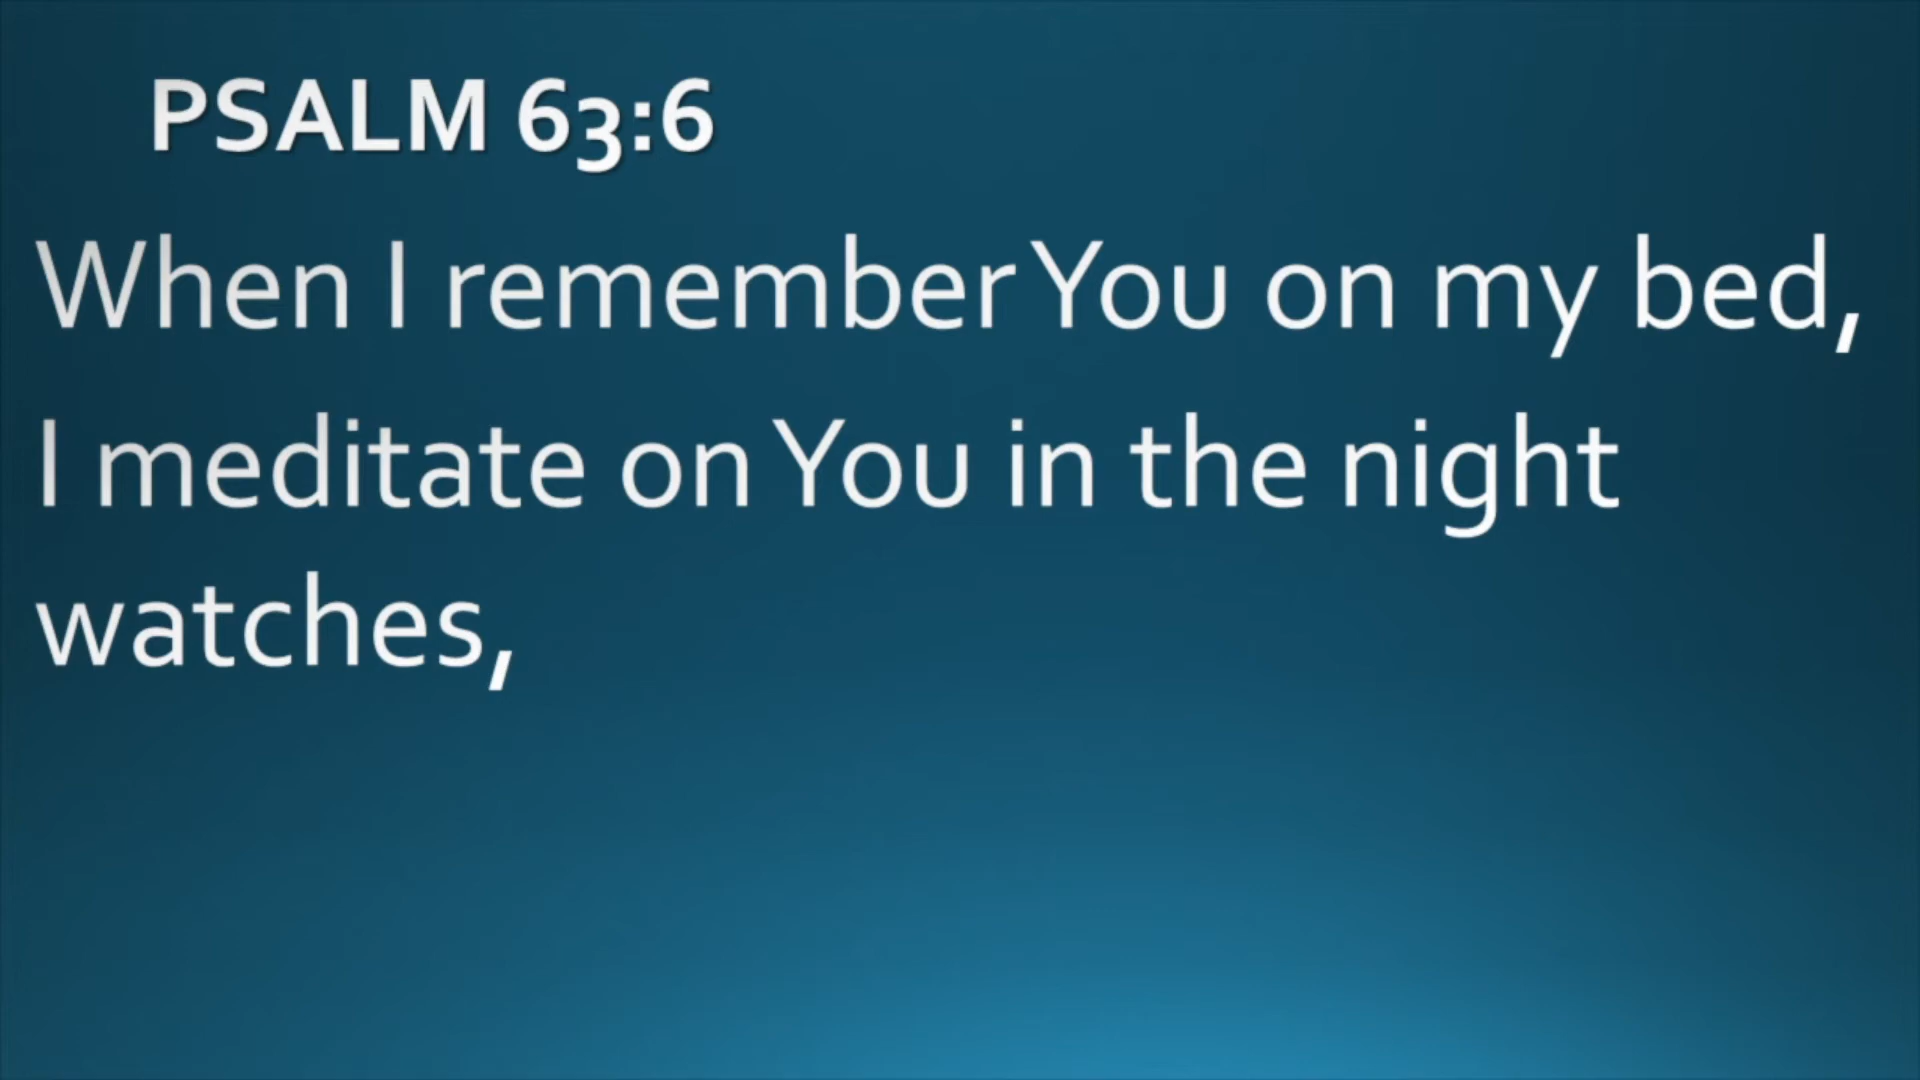 PSALM 63:6
When I remember You on my bed,
I meditate on You in the night
watches,